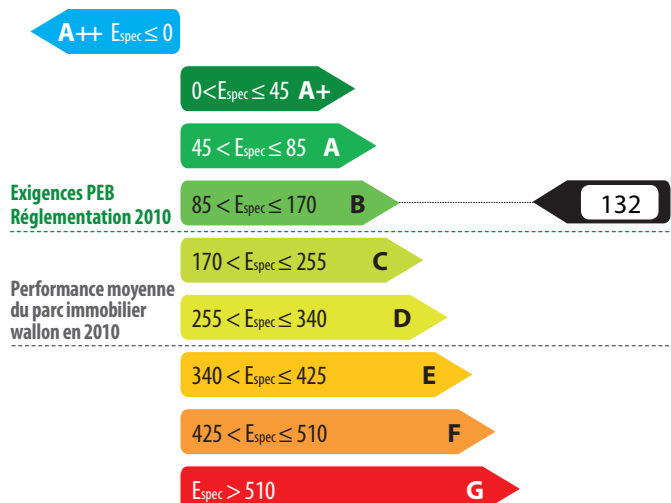 A++ Espec ≤ 0
0 < Espec ≤ 45 A+
45 < Espec ≤ 85 A
Exigences PEB
Réglementation 2010
85 < Espec ≤ 170 B
132
170 < Espec ≤ 255 C
Performance moyenne
du parc immobilier
wallon en 2010
255 < Espec ≤ 340 D
340 < Espec ≤ 425 E
425 < Espec ≤ 510 F
Espec > 510 G